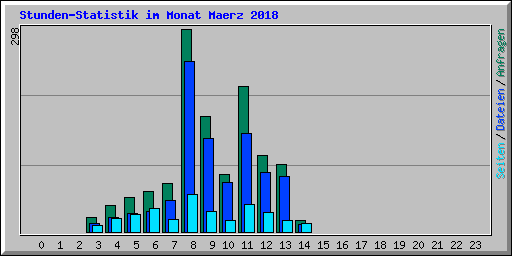 Stunden-Statistik im Monat Maerz 2018
298
Seiten/Dateien/Anfragen
0 1 2 3 4 5 6 7 8 9 10 11 12 13 14 15 16 17 18 19 20 21 22 23